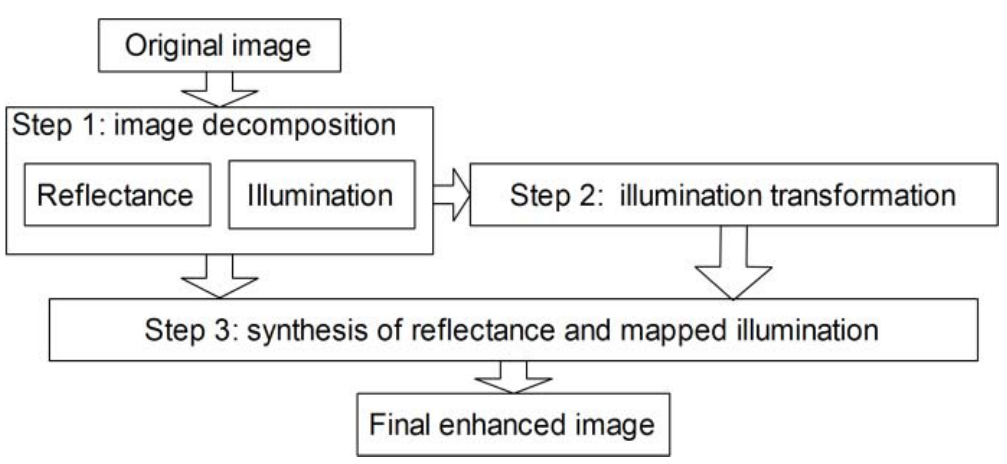 Original image
Step 1: image decomposition
Reflectance
Illumination
Step 2: illumination transformation
Step 3: synthesis of reflectance and mapped illumination
Final enhanced image